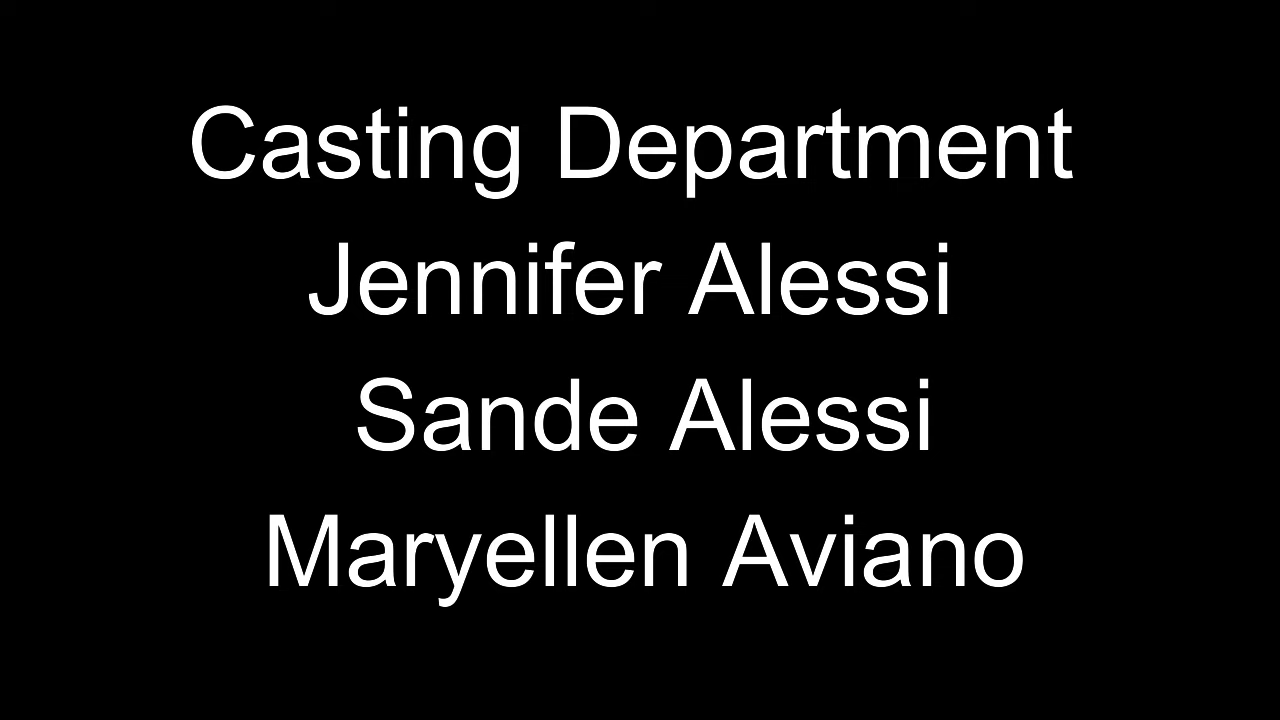 Casting Department
Jennifer Alessi
Sande Alessi
Maryellen Aviano